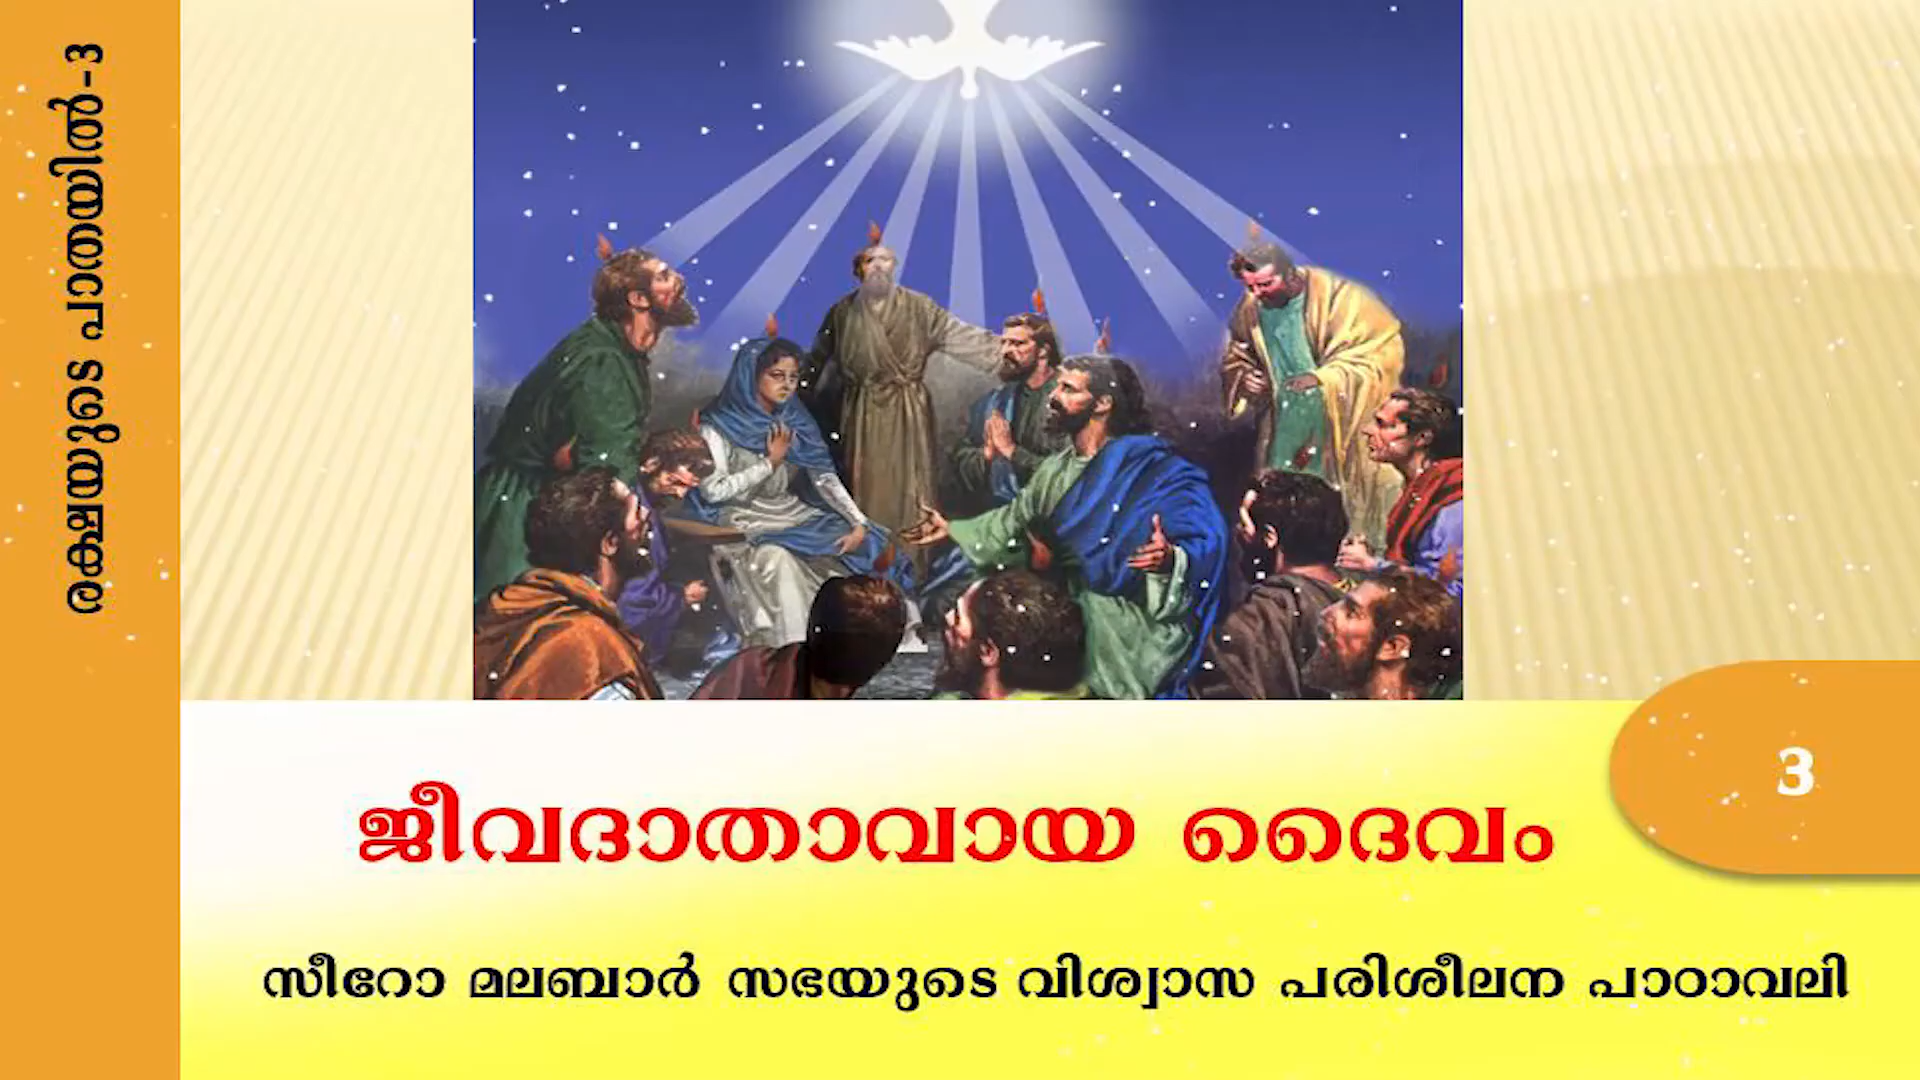 രക്ഷയുടെ പാതയിൽ-3
3
ജീവദാതാവായ ദൈവം
സീറോ മലബാർ സഭയുടെ വിശ്വാസ പരിശീലന പാഠാവലി